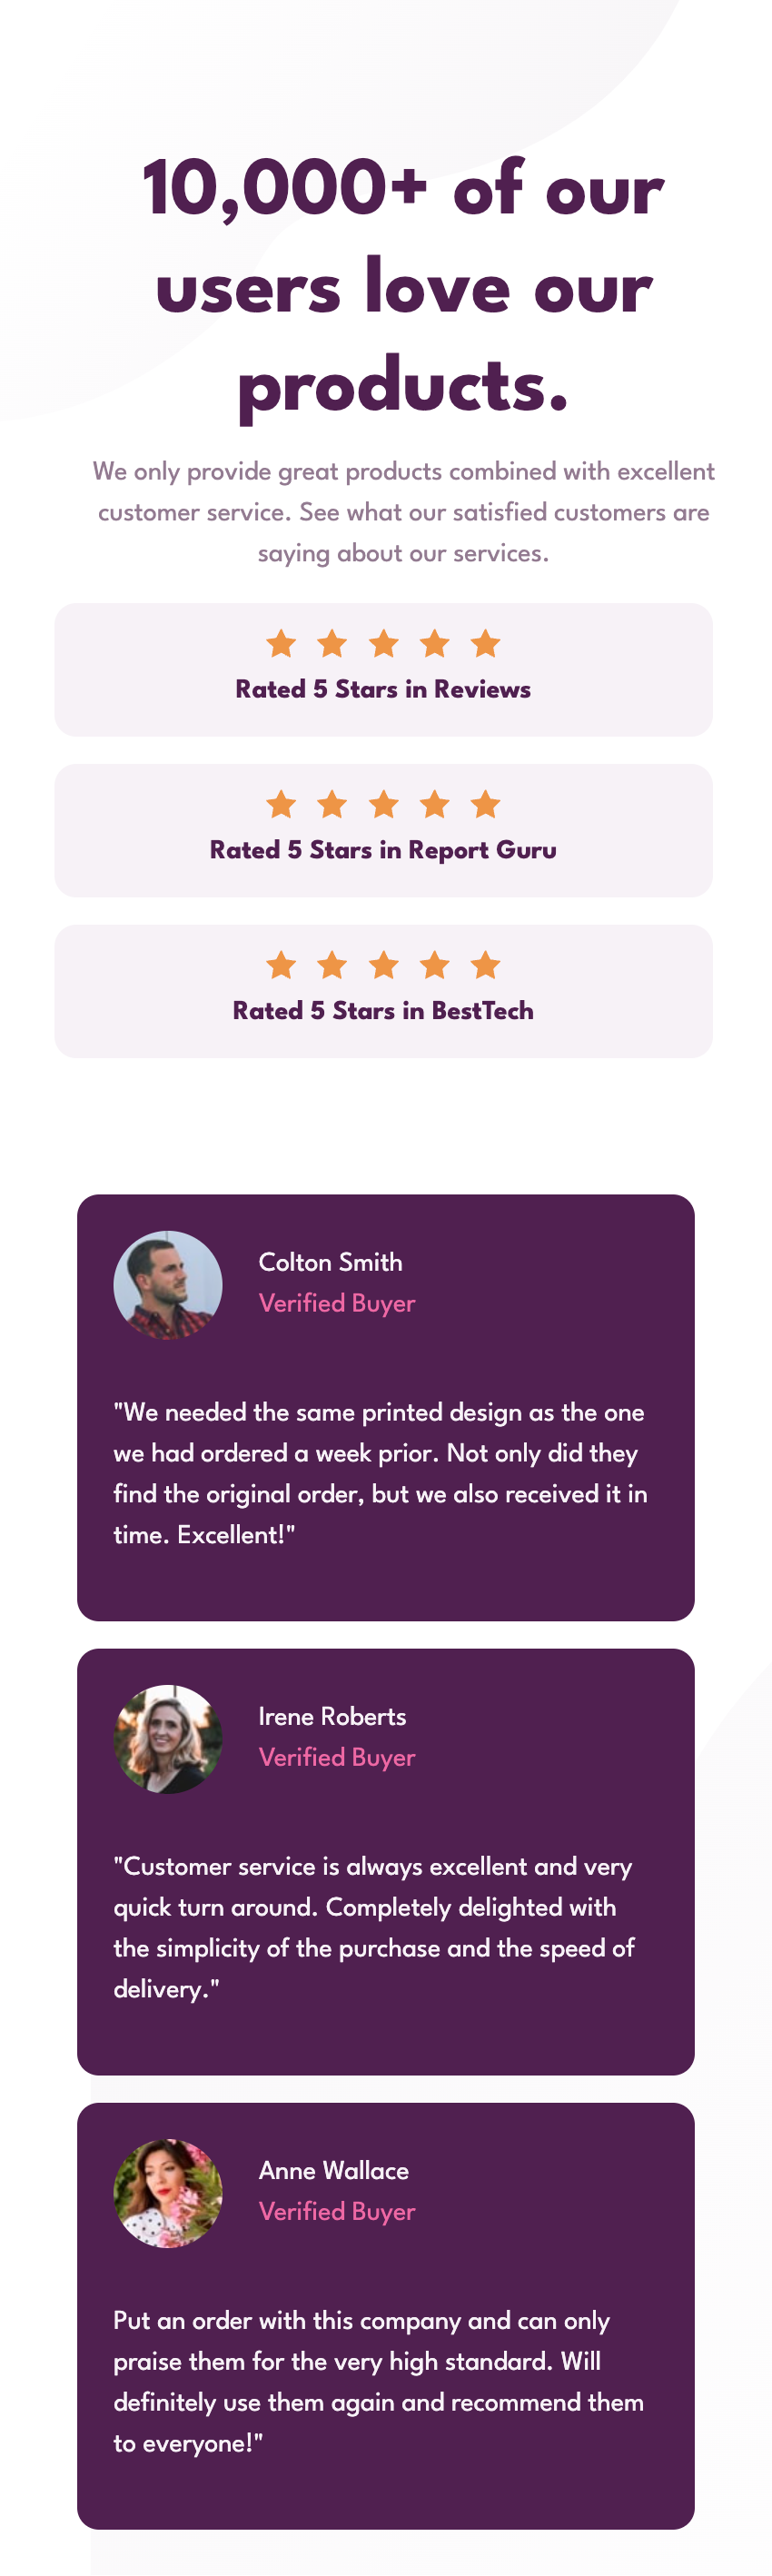 10,000+ of our
users love our
products.
We only provide great products combined with excellent
customer service. See what our satisfied customers are
saying about our services.
Rated 5 Stars in Reviews
Rated 5 Stars in Report Guru
Rated 5 Stars in BestTech
Colton Smith
Verified Buyer
"We needed the same printed design as the one
we had ordered a week prior. Not only did they
find the original order, but we also received it in
time. Excellent!"
Irene Roberts
Verified Buyer
"Customer service is always excellent and very
quick turn around. Completely delighted with
the simplicity of the purchase and the speed of
delivery."
Anne Wallace
Verified Buyer
Put an order with this company and can only
praise them for the very high standard. Will
definitely use them again and recommend them
to everyone!"